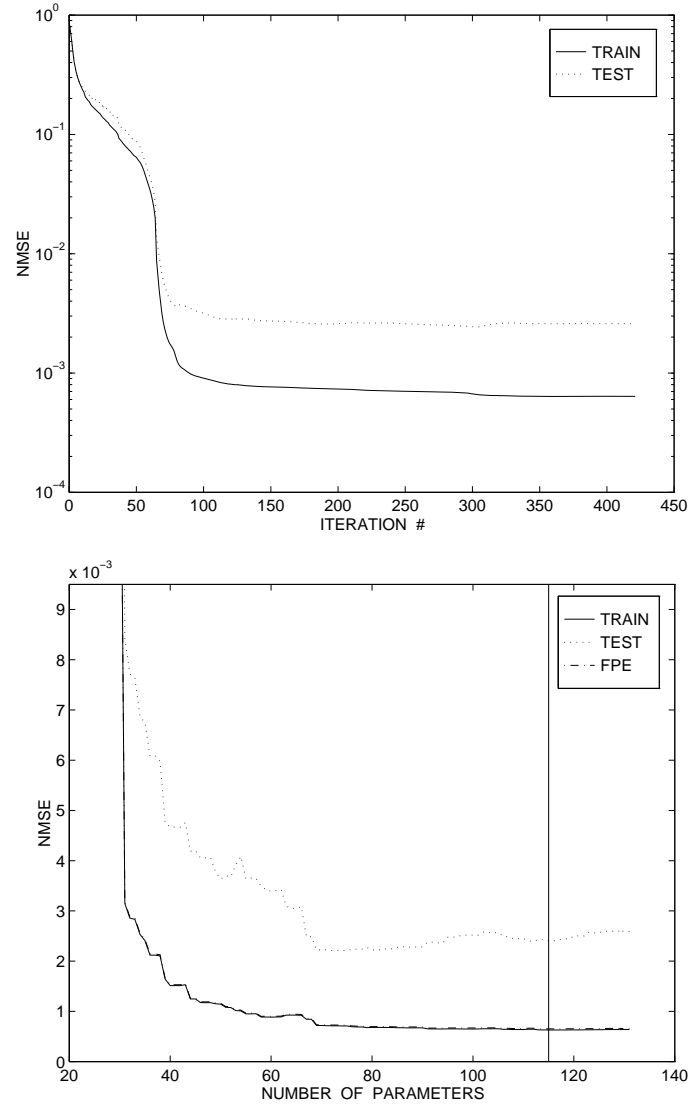 10^0
10^−1
10^−2
10^−3
10^−4
NMSE
TRAIN
TEST
0 50 100 150 200 250 300 350 400 450
ITERATION #
x 10^−3
9
8
7
6
5
4
3
2
1
0
NMSE
TRAIN
TEST
FPE
20 40 60 80 100 120 140
NUMBER OF PARAMETERS